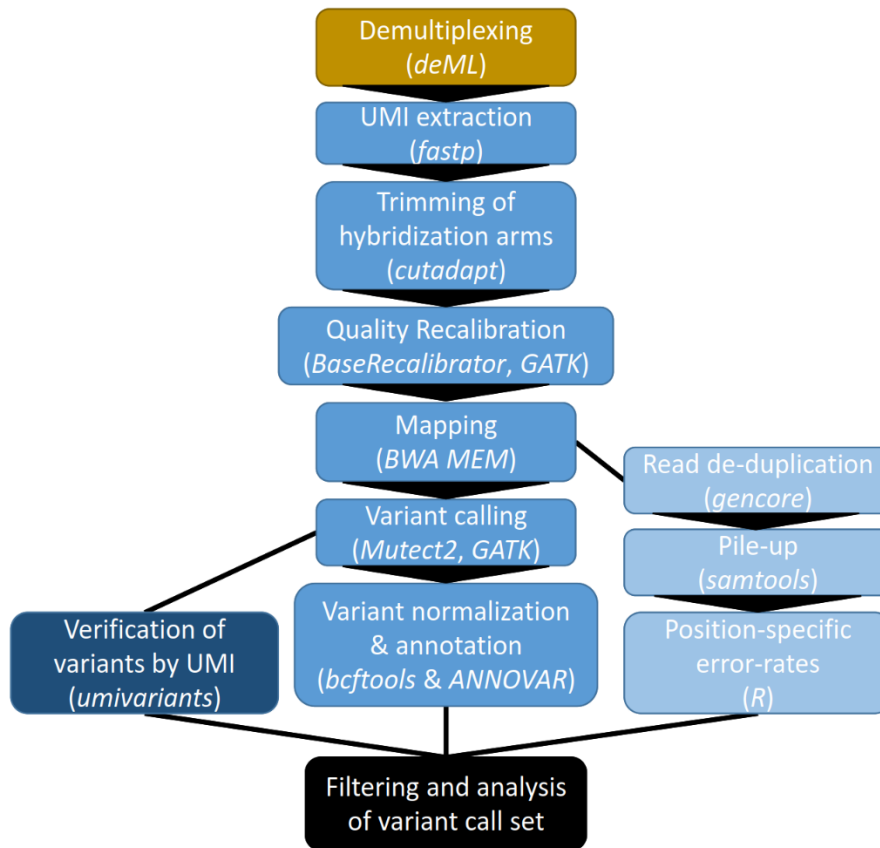 Demultiplexing
(deML)
UMI extraction
(fastp)
Trimming of
hybridization arms
(cutadapt)
Quality Recalibration
(BaseRecalibrator, GATK)
Mapping
(BWA MEM)
Read de-duplication
(gencore)
Variant calling
(Mutect2, GATK)
Pile-up
(samtools)
Verification of
variants by UMI
(umivariants)
Variant normalization
& annotation
(bcftools & ANNOVAR)
Position-specific
error-rates
(R)
Filtering and analysis
of variant call set